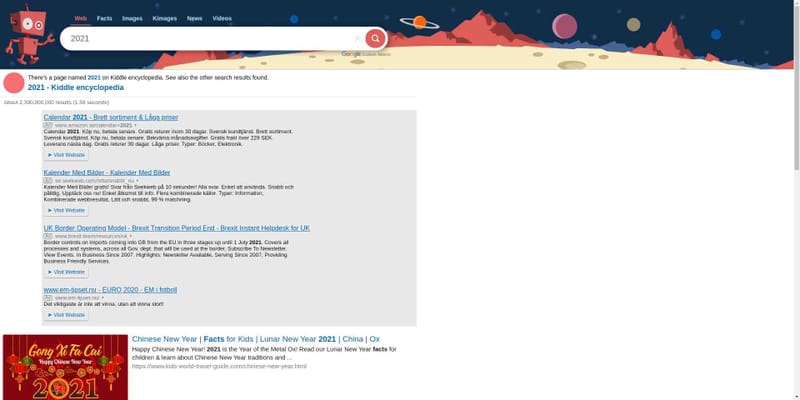 Web Facts Images Kimages News Videos
2021
Google Custom Search
There's a page named 2021 on Kiddle encyclopedia. See also the other search results found.
2021 - Kiddle encyclopedia
About 2,380,000,000 results (1.56 seconds)
Calendar 2021 - Brett sortiment & Låga priser
Ad www.amazon.se/calendar+2021
Calendar 2021. Köp nu, betala senare. Gratis returer inom 30 dagar. Svensk kundtjänst. Brett sortiment.
Svensk kundtjänst. Köp nu, betala senare. Bekväma månadsavgifter. Gratis frakt över 229 SEK.
Leverans nästa dag. Gratis returer 30 dagar. Låga priser. Typer: Böcker, Elektronik.
➤ Visit Website
Kalender Med Bilder - Kalender Med Bilder
Ad
Kalender Med Bilder gratis! Svar från Seekweb på 10 sekunder! Alla svar. Enkel att används. Snabb och
pålitlig. Upptäck oss nu! Enkel åtkomst till info. Flera kombinerade källor. Typer: Information,
Kombinerade webbresultat, Lätt och snabbt, 99 % matchning.
➤ Visit Website
UK Border Operating Model - Brexit Transition Period End - Brexit Instant Helpdesk for UK
Ad www.brexit.team/resources/uk
Border controls on imports coming into GB from the EU in three stages up until 1 July 2021. Covers all
processes and systems, across all Gov. dept. that will be used at the border. Subscribe To Newsletter.
View Events. In Business Since 2007. Highlights: Newsletter Available, Serving Since 2007, Providing
Business Friendly Services.
➤ Visit Website
www.em-tipset.nu - EURO 2020 - EM i fotboll
Ad www.em-tipset.nu/
Det viktigaste är inte att vinna, utan att vinna stort!
➤ Visit Website
Gong Xi Fa Cai
Happy Chinese New Year
2021
Chinese New Year | Facts for Kids | Lunar New Year 2021 | China | Ox
Happy Chinese New Year! 2021 is the Year of the Metal Ox! Read our Lunar New Year facts for
children & learn about Chinese New Year traditions and ...
https://www.kids-world-travel-guide.com/chinese-new-year.html